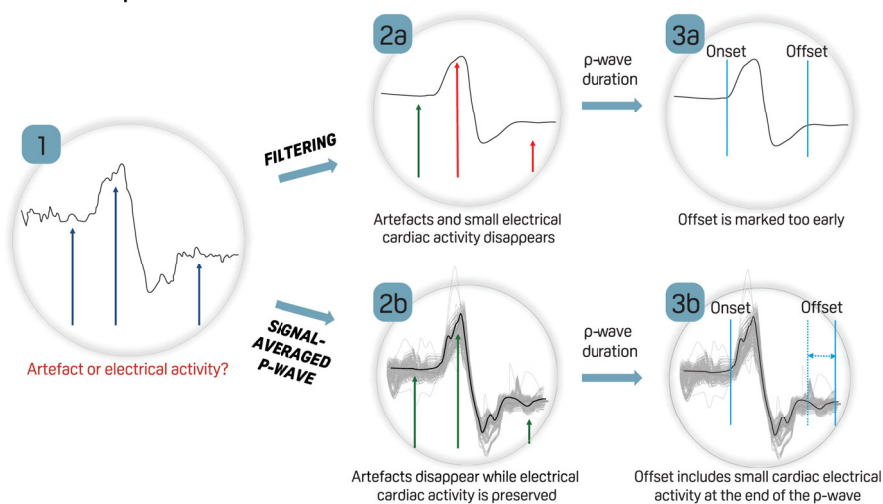 1
Artefact or electrical activity?
FILTERING
SIGNAL-
AVERAGED
P-WAVE
2a
Artefacts and small electrical
cardiac activity disappears
ρ-wave
duration
3a
Onset
Offset
Offset is marked too early
2b
Artefacts disappear while electrical
cardiac activity is preserved
ρ-wave
duration
3b
Onset
Offset
Offset includes small cardiac electrical
activity at the end of the ρ-wave